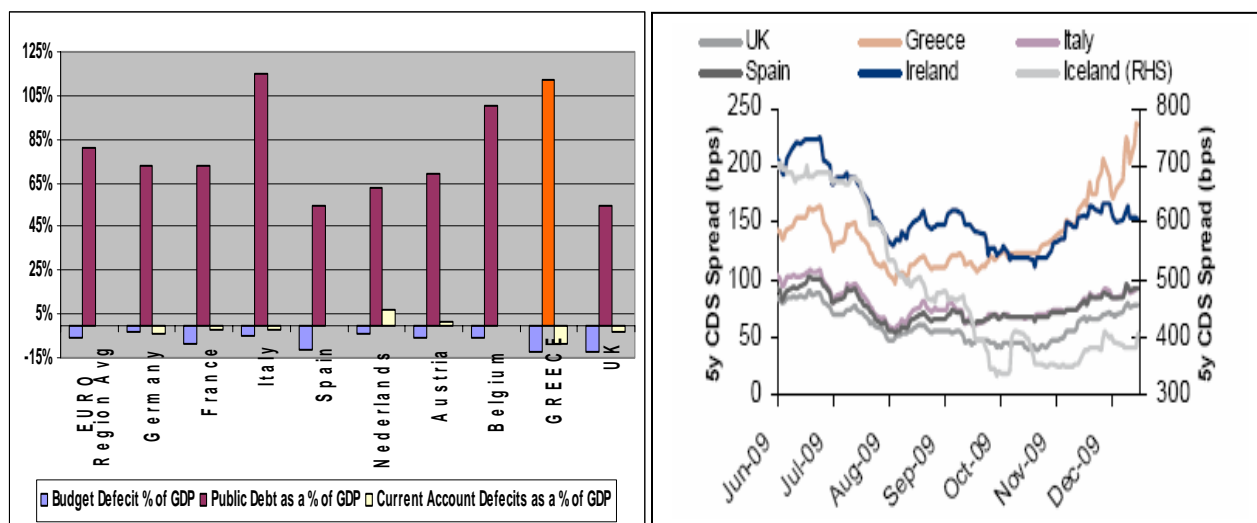 125%
105%
85%
65%
45%
25%
5%
-15%
EURO
Region Avg
Germany
France
Italy
Spain
Nederlands
Austria
Belgium
GREECE
UK
Budget Defecit % of GDP
Public Debt as a % of GDP
Current Account Defecits as a % of GDP
UK
Greece
Italy
Spain
Ireland
Iceland (RHS)
250
200
150
100
50
0
5y CDS Spread (bps)
800
700
600
500
400
300
5y CDS Spread (bps)
Jun-09
Jul-09
Aug-09
Sep-09
Oct-09
Nov-09
Dec-09